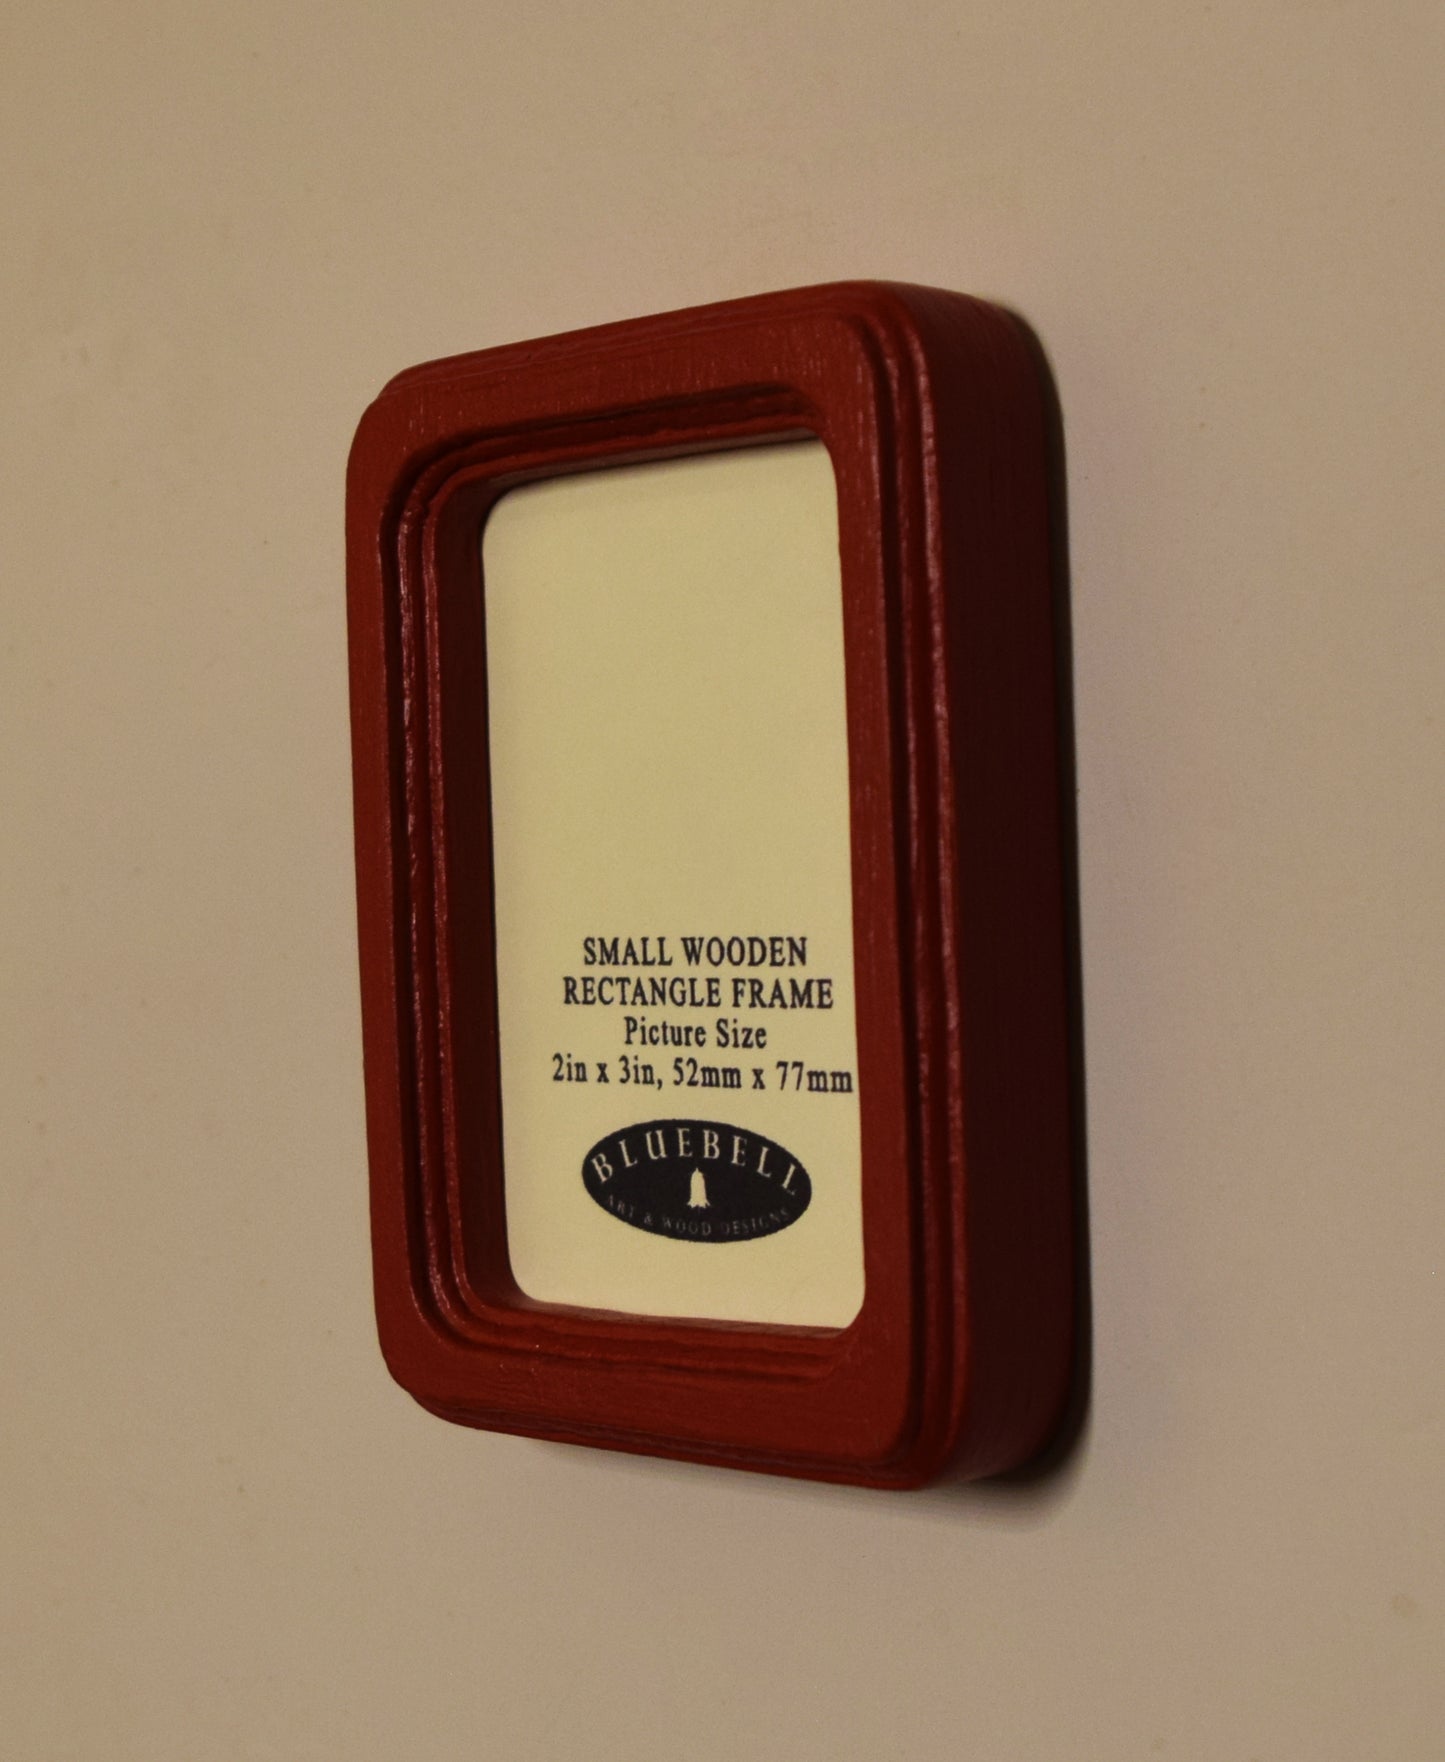 SMALL WOODEN
RECTANGLE FRAME
Picture Size
2in x 3in, 52mm x 77mm
BLUEBELL
ART & WOOD DESIGNS